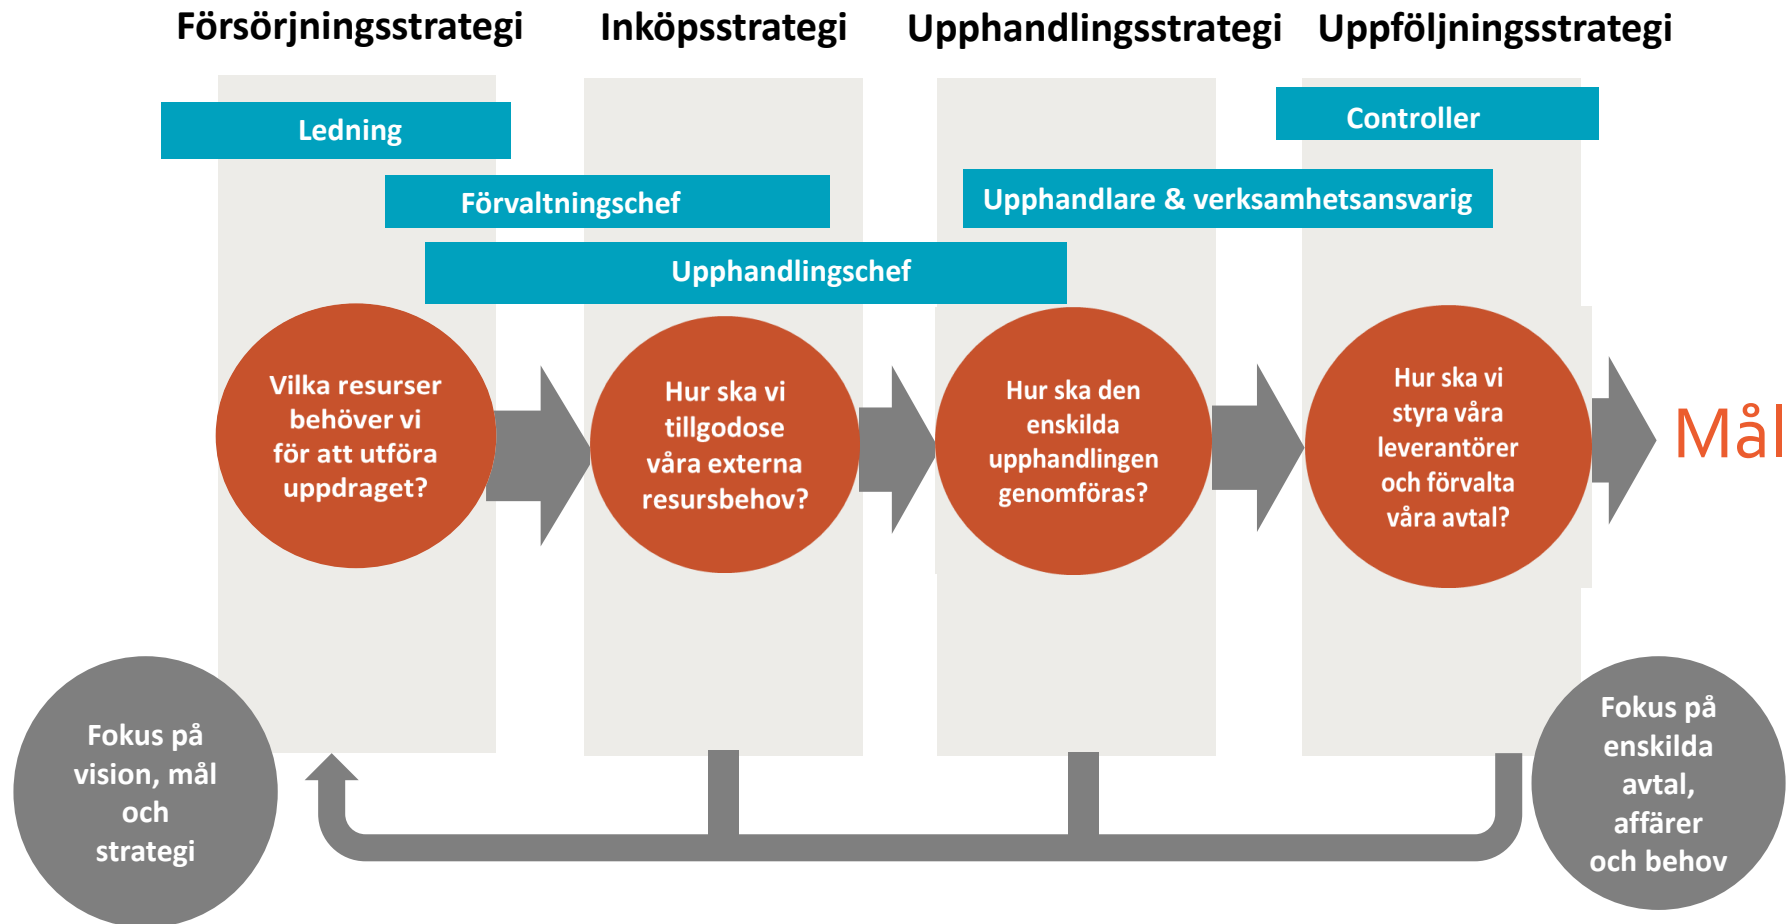 Försörjningsstrategi
Inköpsstrategi
Upphandlingsstrategi
Uppföljningsstrategi
Ledning
Controller
Förvaltningschef
Upphandlare & verksamhetsansvarig
Upphandlingschef
Vilka resurser
behöver vi
för att utföra
uppdraget?
Hur ska vi
tillgodose
våra externa
resursbehov?
Hur ska den
enskilda
upphandlingen
genomföras?
Hur ska vi
styra våra
leverantörer
och förvalta
våra avtal?
Mål
Fokus på
vision, mål
och
strategi
Fokus på
enskilda
avtal,
affärer
och behov